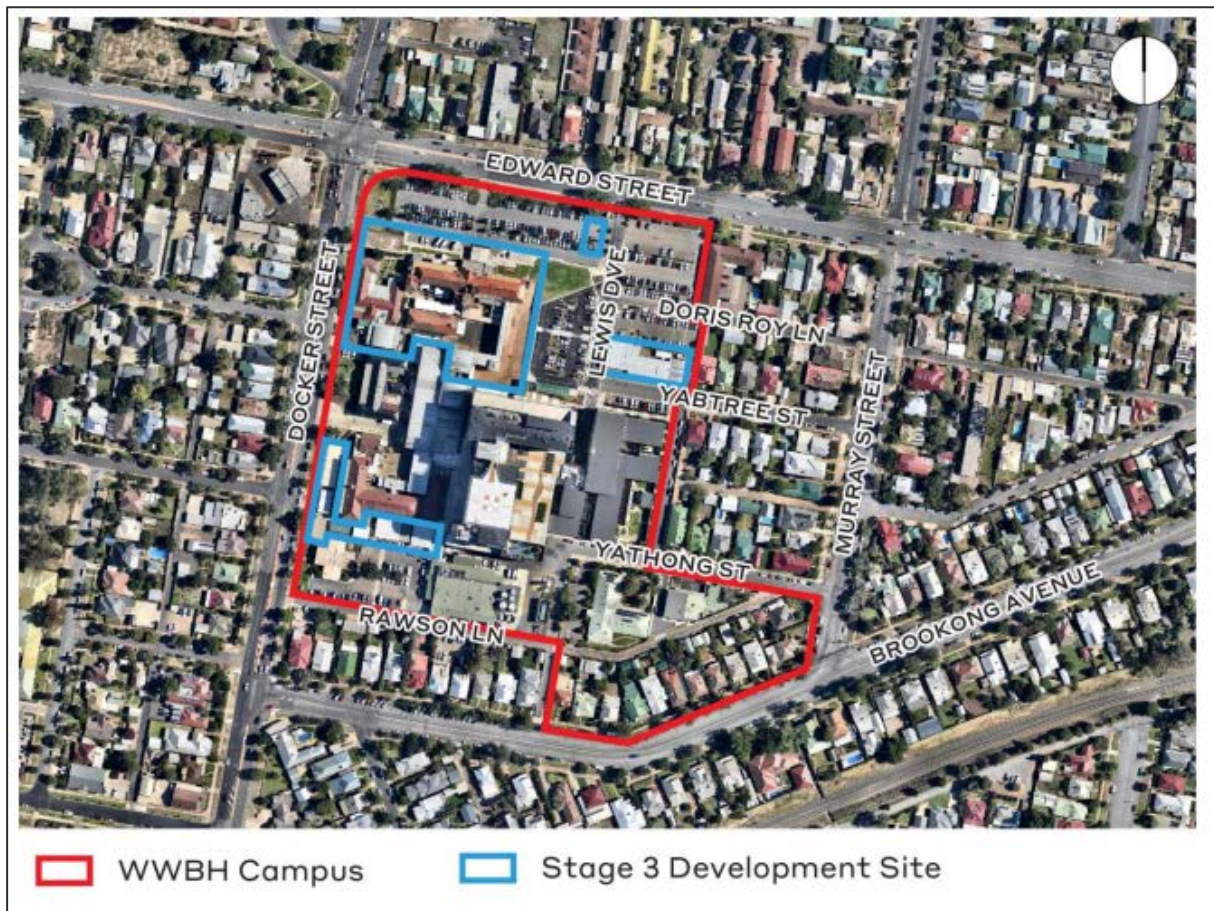 EDWARD STREET
DOCKER STREET
LEWIS DVE
DORIS ROY LN
YABTREE ST
MURRAY STREET
YATHONG ST
RAWSON LN
BROOKONG AVENUE
WWBH Campus
Stage 3 Development Site